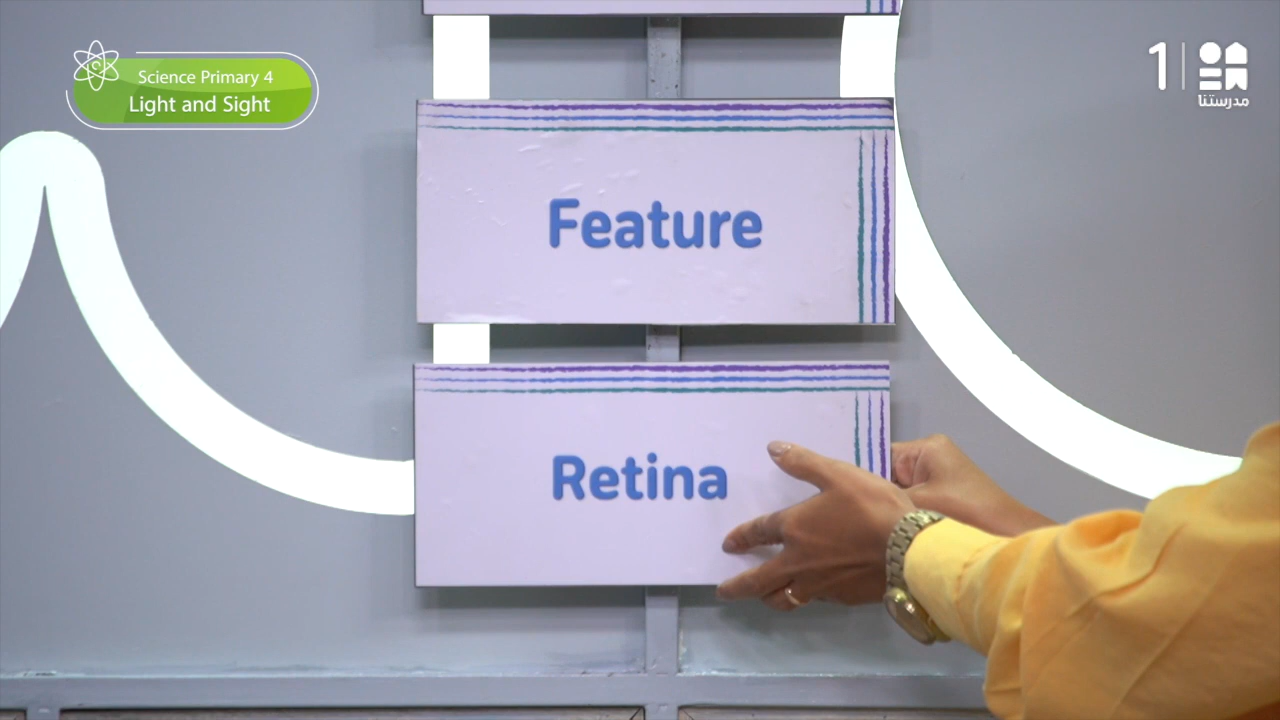 Science Primary 4
Light and Sight
1
مدرستنا
Feature
Retina